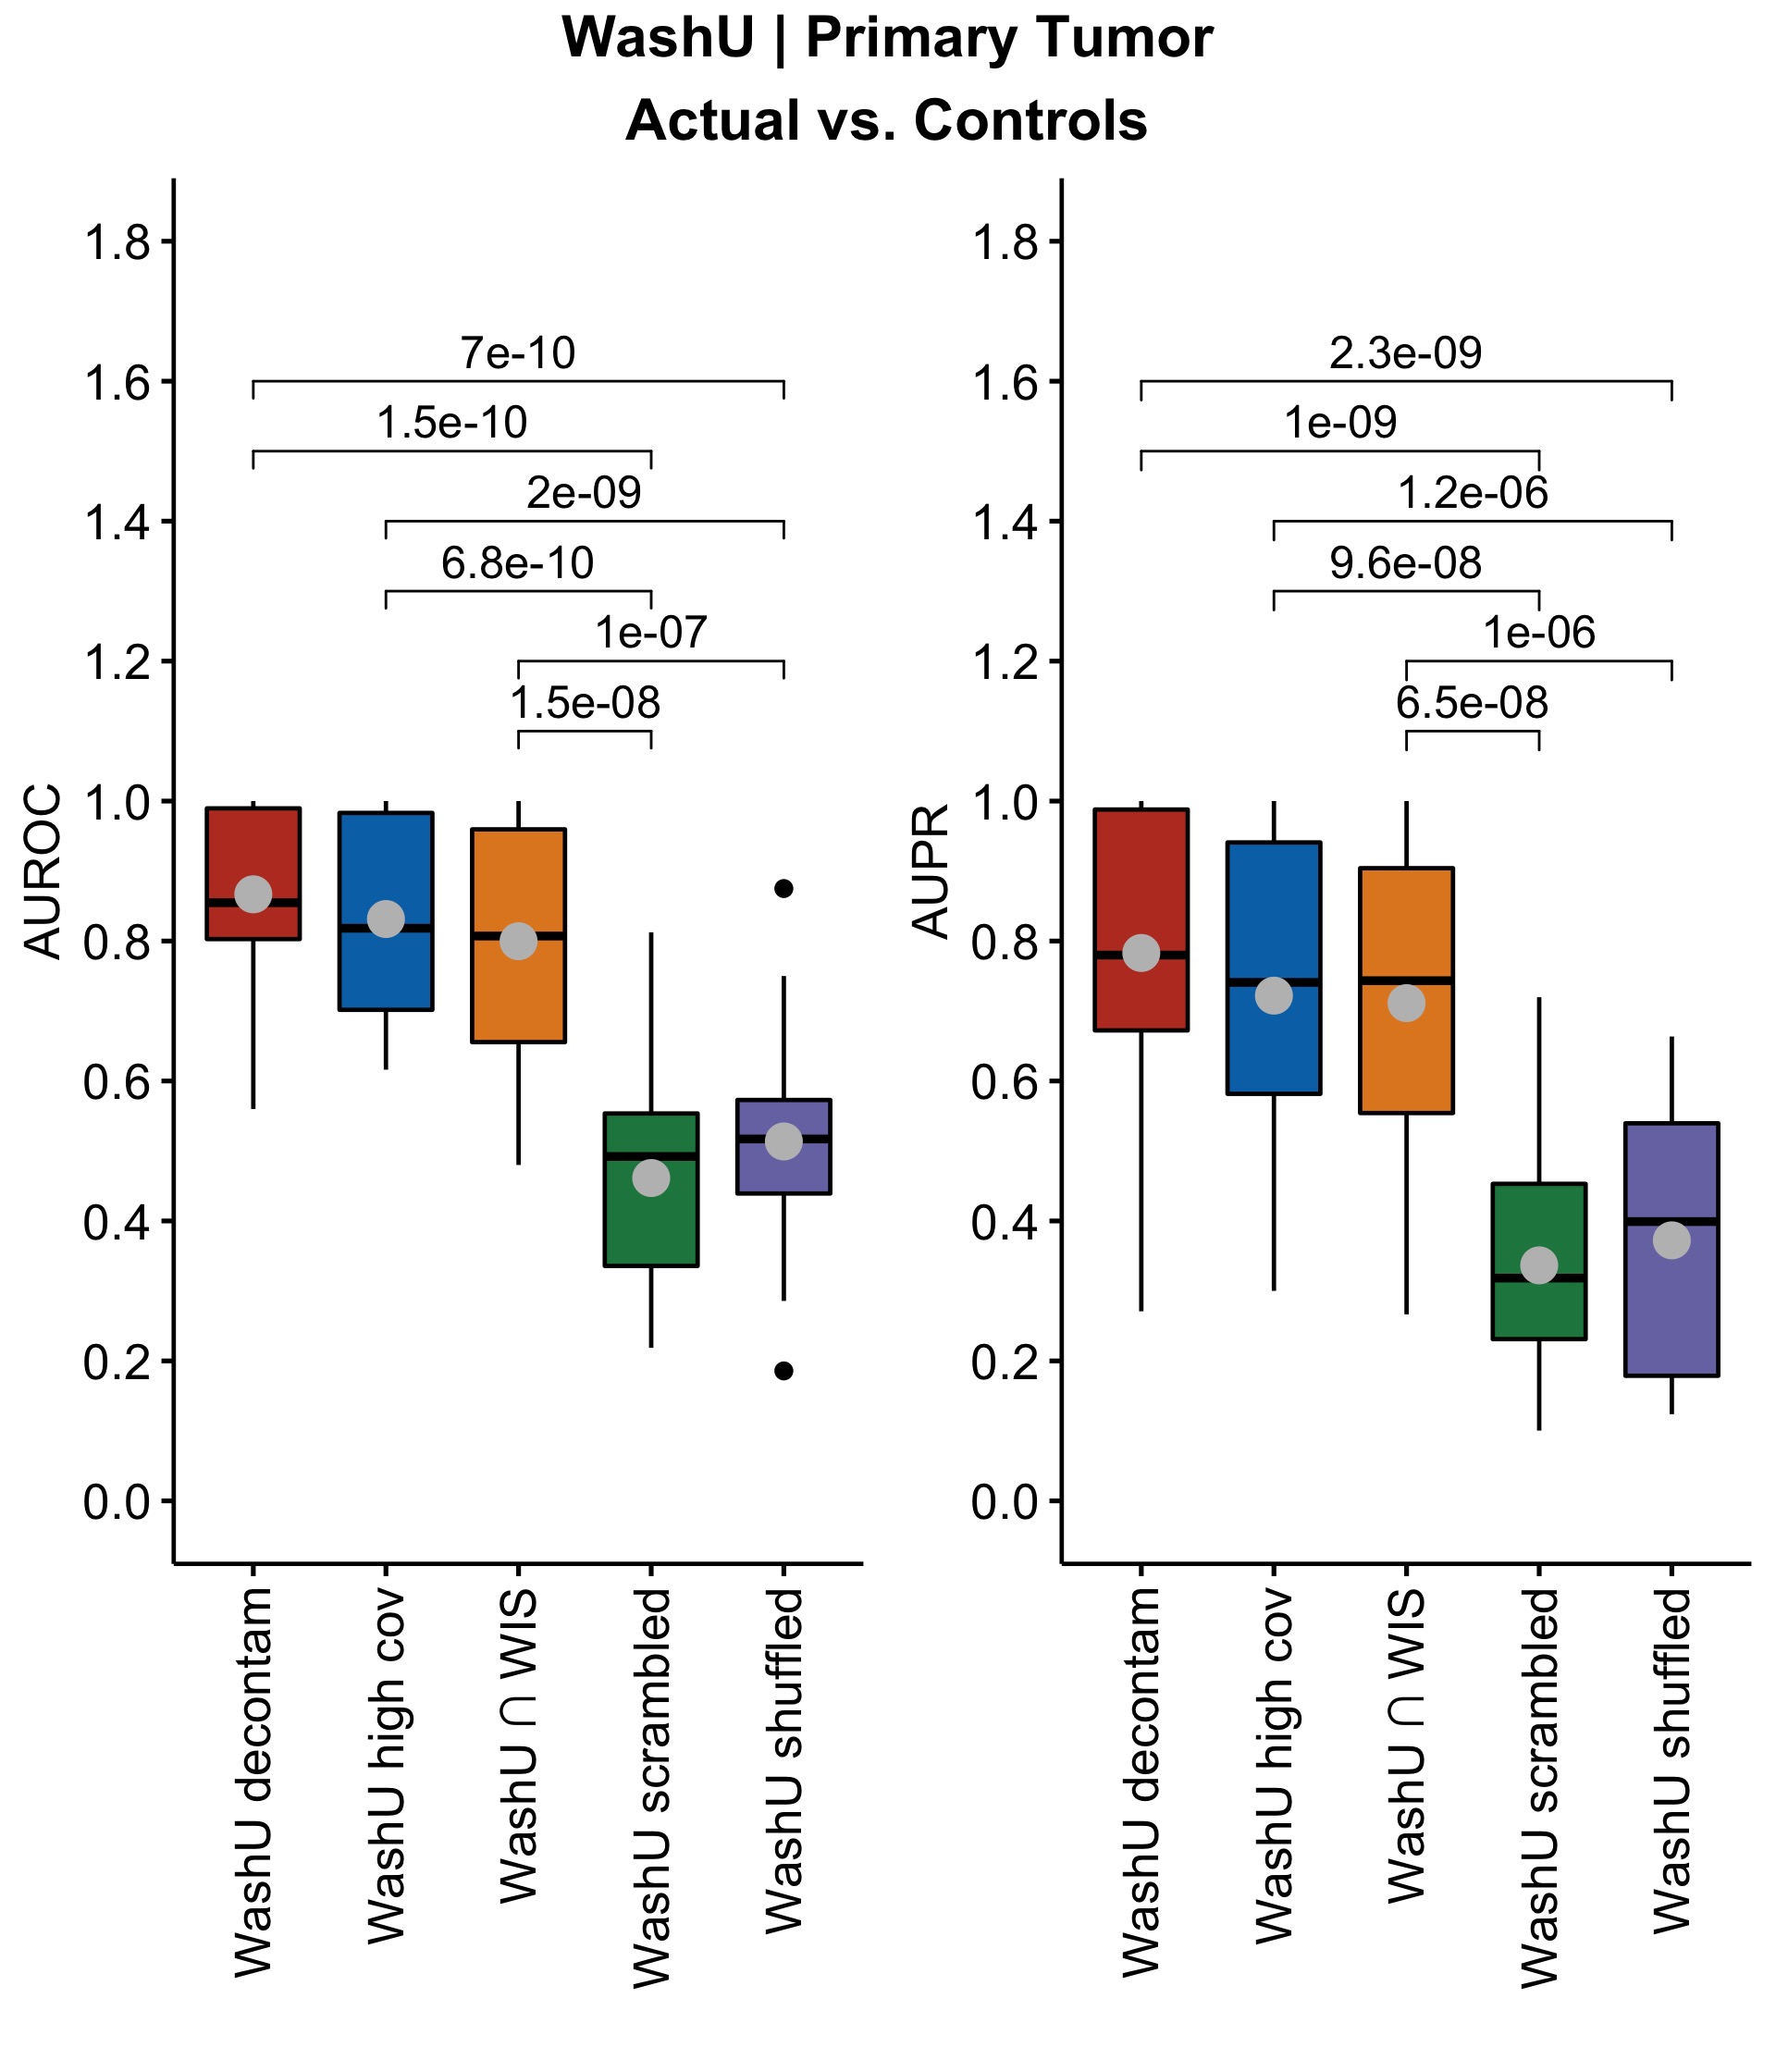 WashU | Primary Tumor
Actual vs. Controls
AUROC
1.8
1.6
1.4
1.2
1.0
0.8
0.6
0.4
0.2
0.0
7e-10
1.5e-10
2e-09
6.8e-10
1e-07
1.5e-08
WashU decontam
WashU high cov
WashU ∩ WIS
WashU scrambled
WashU shuffled
AUPR
1.8
1.6
1.4
1.2
1.0
0.8
0.6
0.4
0.2
0.0
2.3e-09
1e-09
1.2e-06
9.6e-08
1e-06
6.5e-08
WashU decontam
WashU high cov
WashU ∩ WIS
WashU scrambled
WashU shuffled